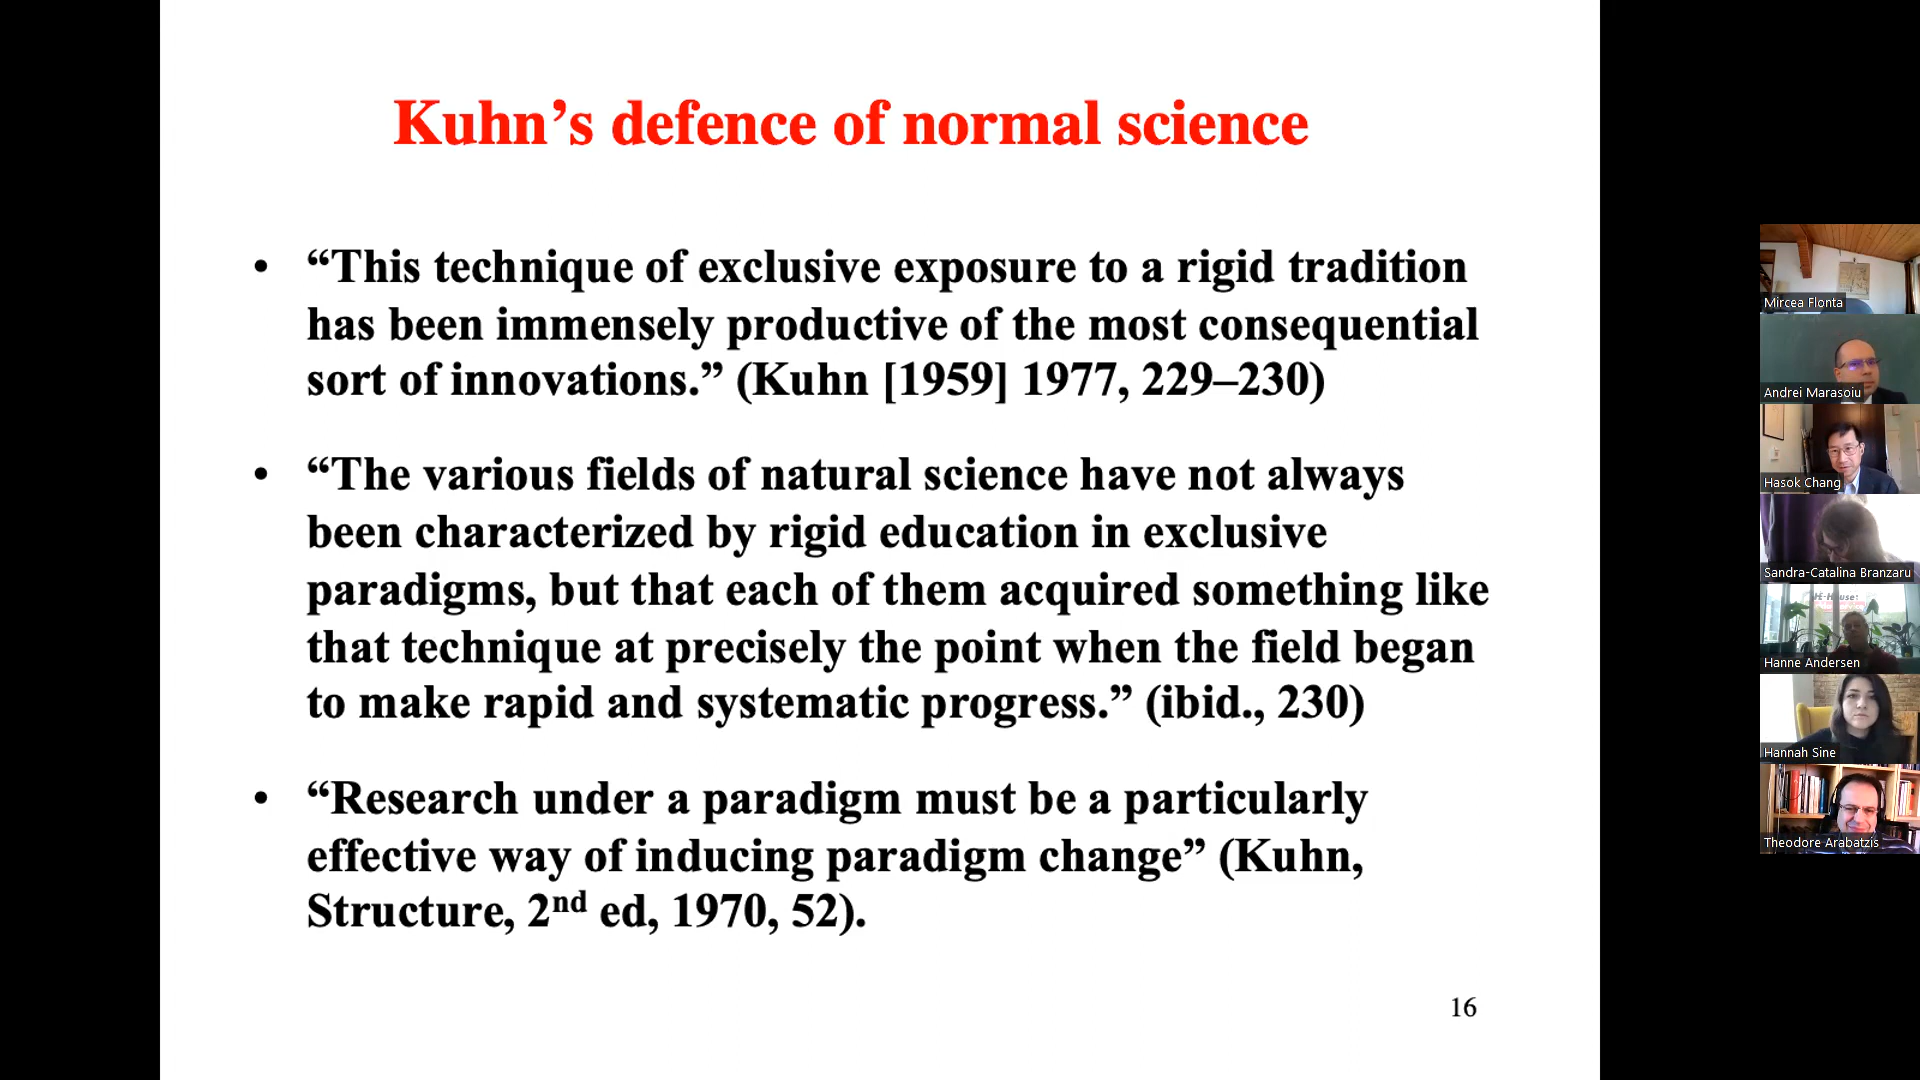 Kuhn’s defence of normal science
• “This technique of exclusive exposure to a rigid tradition
has been immensely productive of the most consequential
sort of innovations.” (Kuhn [1959] 1977, 229–230)
• “The various fields of natural science have not always
been characterized by rigid education in exclusive
paradigms, but that each of them acquired something like
that technique at precisely the point when the field began
to make rapid and systematic progress.” (ibid., 230)
• “Research under a paradigm must be a particularly
effective way of inducing paradigm change” (Kuhn,
Structure, 2nd ed, 1970, 52).
16
Mircea Flonta
Andrei Marasoiu
Hasok Chang
Sandra-Catalina Branzaru
Hanne Andersen
Hannah Sine
Theodore Arabatzis